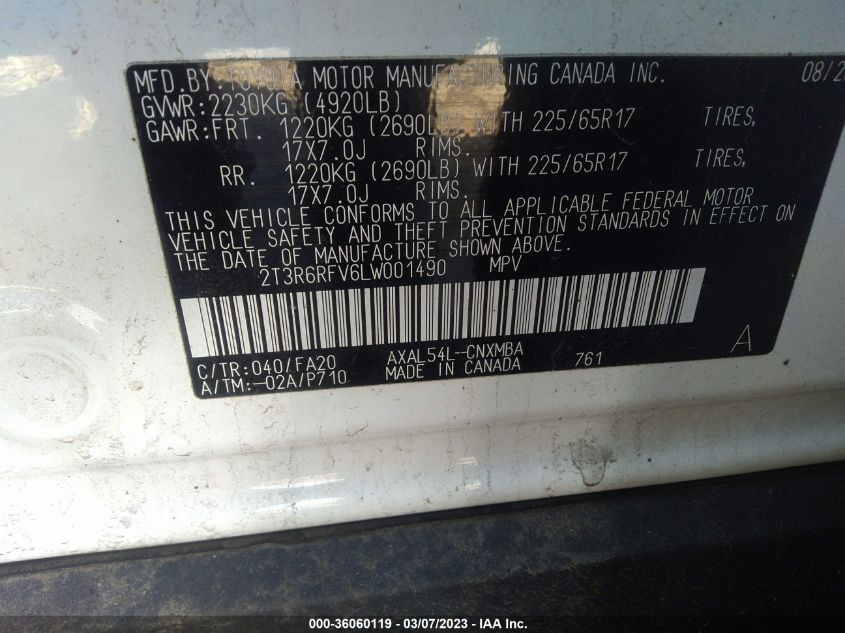 MFD.BY:TOYOTA MOTOR MANUFACTURING CANADA INC. 08/2
GVWR:2230KG (4920LB)
GAWR:FRT. 1220KG (2690LB) WITH 225/65R17 TIRES,
17X7.0J RIMS.
RR. 1220KG (2690LB) WITH 225/65R17 TIRES,
17X7.0J RIMS.
THIS VEHICLE CONFORMS TO ALL APPLICABLE FEDERAL MOTOR
VEHICLE SAFETY AND THEFT PREVENTION STANDARDS IN EFFECT ON
THE DATE OF MANUFACTURE SHOWN ABOVE.
2T3R6RFV6LW001490 MPV
C/TR:040/FA20 AXAL54L--CNXMBA 761 A
A/TM:-02A/P710 MADE IN CANADA
000-36060119 - 03/07/2023 - IAA Inc.